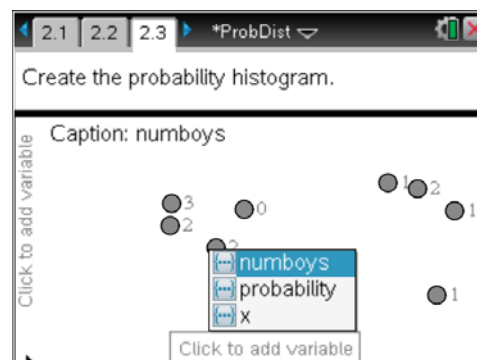 2.1 2.2 2.3 *ProbDist
Create the probability histogram.
Caption: numboys
Click to add variable
3
2
0
1
2
1
2
1
numboys
probability
x
Click to add variable